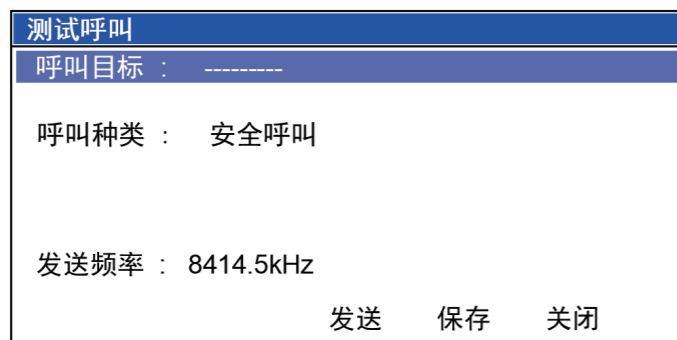 测试呼叫
呼叫目标 : ---------
呼叫种类 : 安全呼叫
发送频率 : 8414.5kHz
发送 保存 关闭